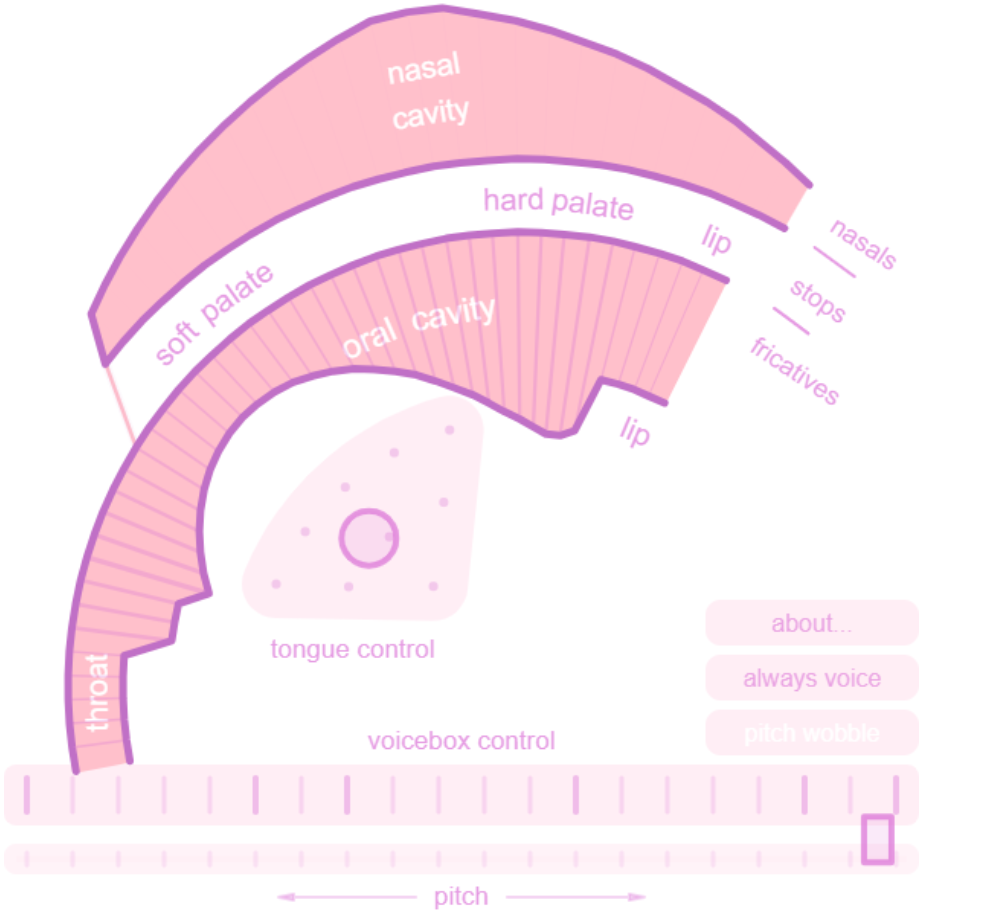 nasal
cavity
hard palate
lip
nasals
soft palate
stops
oral cavity
fricatives
lip
tongue control
about...
throat
always voice
pitch wobble
voicebox control
pitch